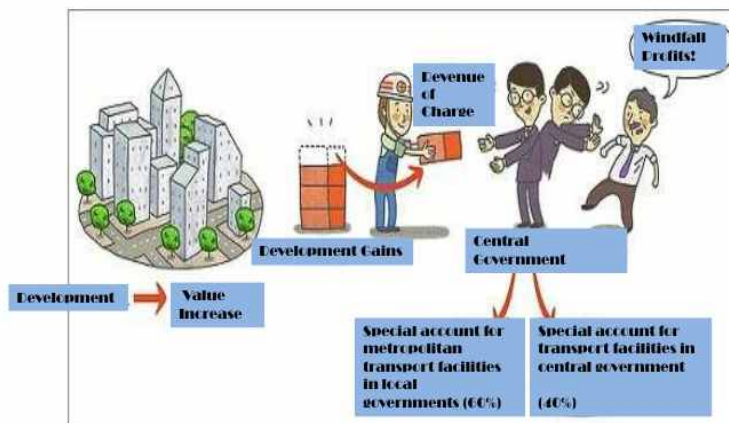 Windfall
Profits!
Revenue
of
Charge
Development Gains
Central
Government
Development
Value
Increase
Special account for
metropolitan
transport facilities
in local
governments (60%)
Special account for
transport facilities in
central government
(40%)